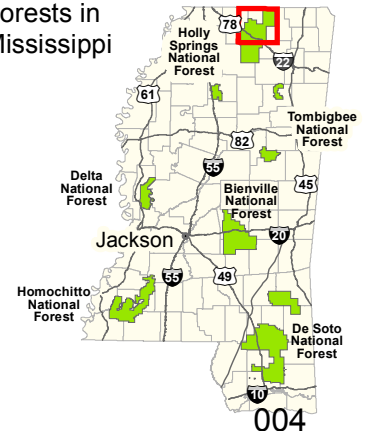 orests in
Mississippi
78
Holly
Springs
National
Forest
22
61
Tombigbee
National
Forest
82
55
Delta
National
Forest
Bienville
National
Forest
45
Jackson
20
55
49
Homochitto
National
Forest
De Soto
National
Forest
10
004